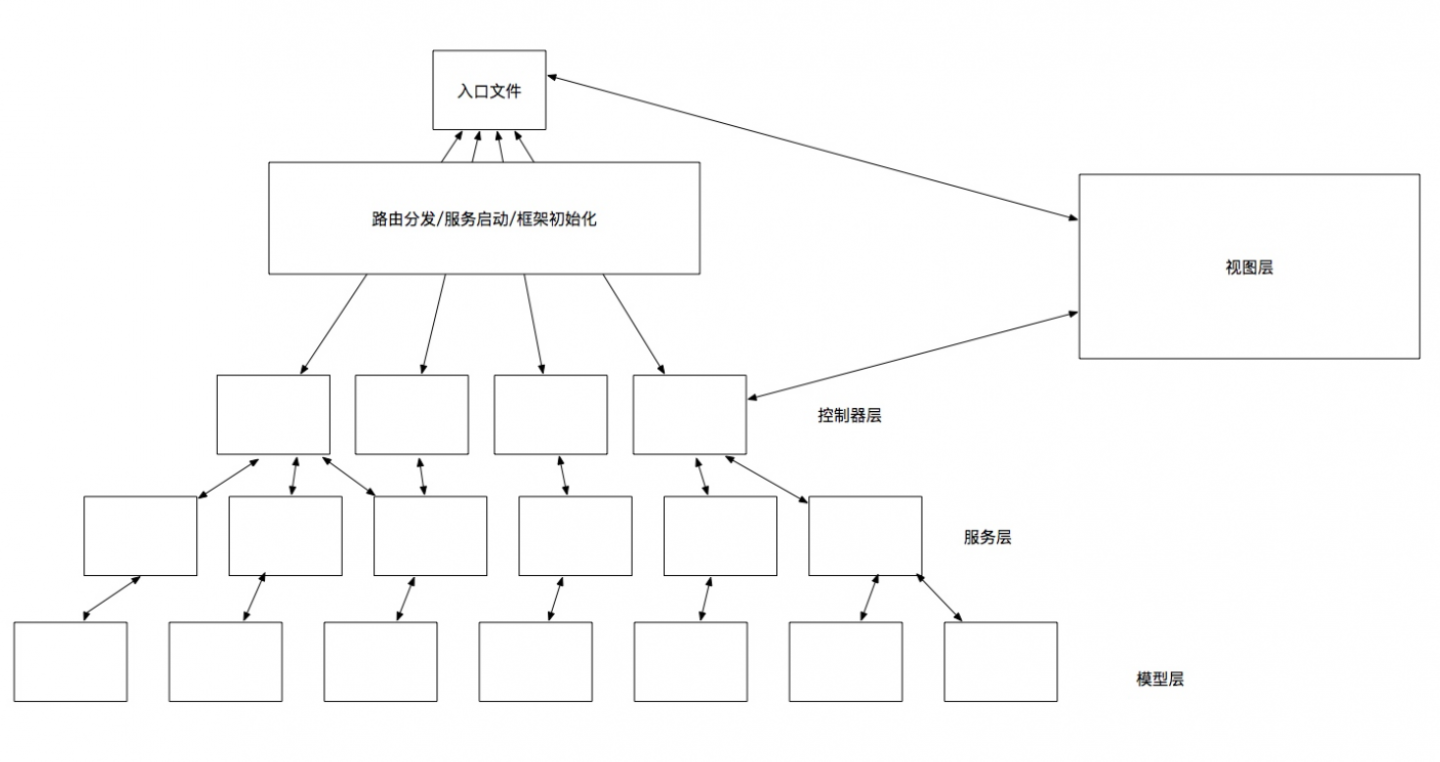 入口文件
路由分发/服务启动/框架初始化
视图层
控制器层
服务层
模型层